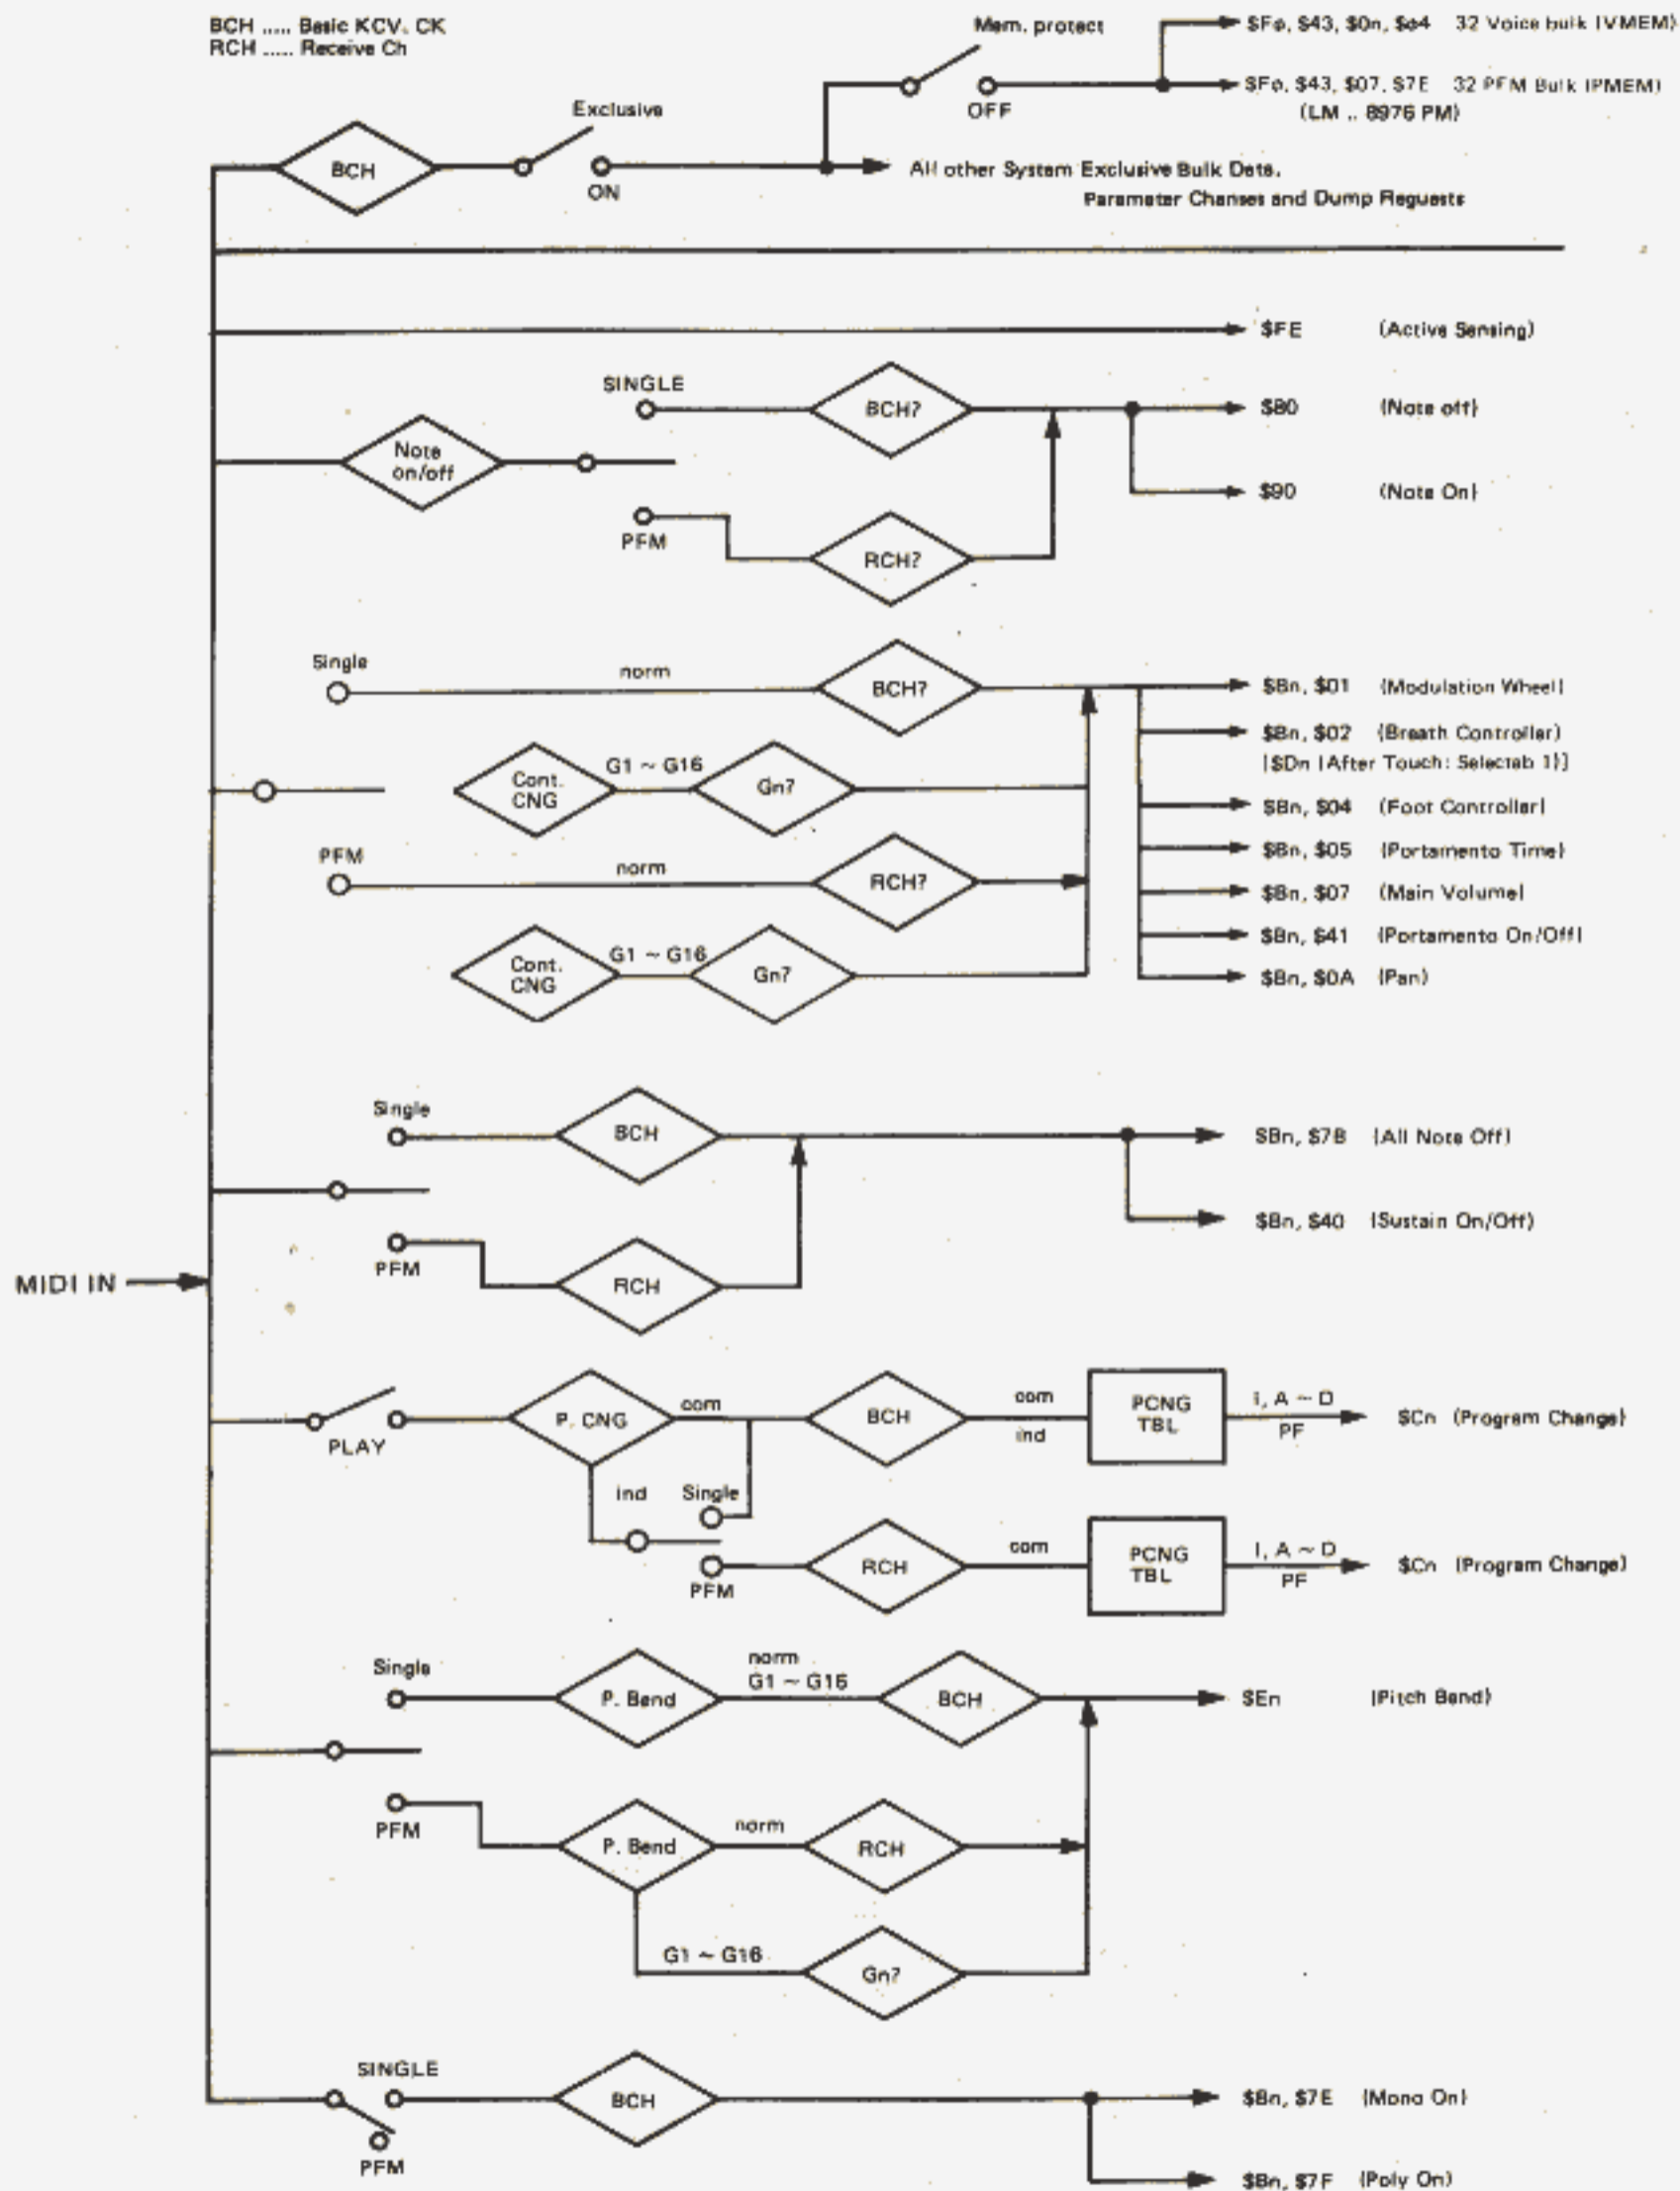 BCH ..... Basic KCV. CK
RCH ..... Receive Ch
Mem. protect
OFF
$Fø, $43, $0n, $ø4 32 Voice bulk (VMEM)
$Fø, $43, $07, $7E 32 PFM Bulk (PMEM)
(LM .. 8976 PM)
Exclusive
BCH
ON
All other System Exclusive Bulk Data.
Parameter Changes and Dump Reguests
$FE (Active Sensing)
SINGLE
BCH?
$80 (Note off)
Note
on/off
$90 (Note On)
PFM
RCH?
Single
norm
BCH?
$Bn, $01 (Modulation Wheel)
$Bn, $02 (Breath Controller)
[$Dn (After Touch: Selectab 1)]
Cont.
CNG
G1 ~ G16
Gn?
$Bn, $04 (Foot Controller)
$Bn, $05 (Portamento Time)
PFM
norm
RCH?
$Bn, $07 (Main Volume)
$Bn, $41 (Portamento On/Off)
Cont.
CNG
G1 ~ G16
Gn?
$Bn, $0A (Pan)
Single
BCH
$Bn, $7B (All Note Off)
$Bn, $40 (Sustain On/Off)
PFM
RCH
MIDI IN
PLAY
P. CNG
com
BCH
com
ind
PCNG
TBL
I, A ~ D
PF
$Cn (Program Change)
ind
Single
PFM
RCH
com
PCNG
TBL
I, A ~ D
PF
$Cn (Program Change)
Single
P. Bend
norm
G1 ~ G16
BCH
$En (Pitch Bend)
PFM
P. Bend
norm
RCH
G1 ~ G16
Gn?
SINGLE
BCH
$Bn, $7E (Mono On)
PFM
$Bn, $7F (Poly On)